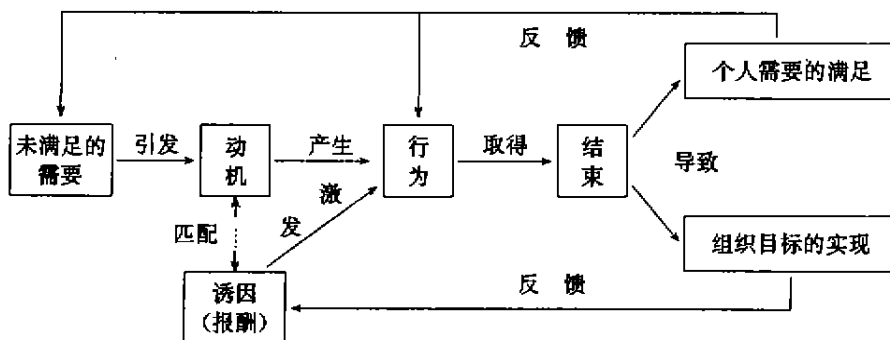 反 馈
个人需要的满足
未满足的
需要
引发
动
机
产生
行
为
取得
结
束
导致
激
发
匹配
组织目标的实现
诱因
(报酬)
反 馈